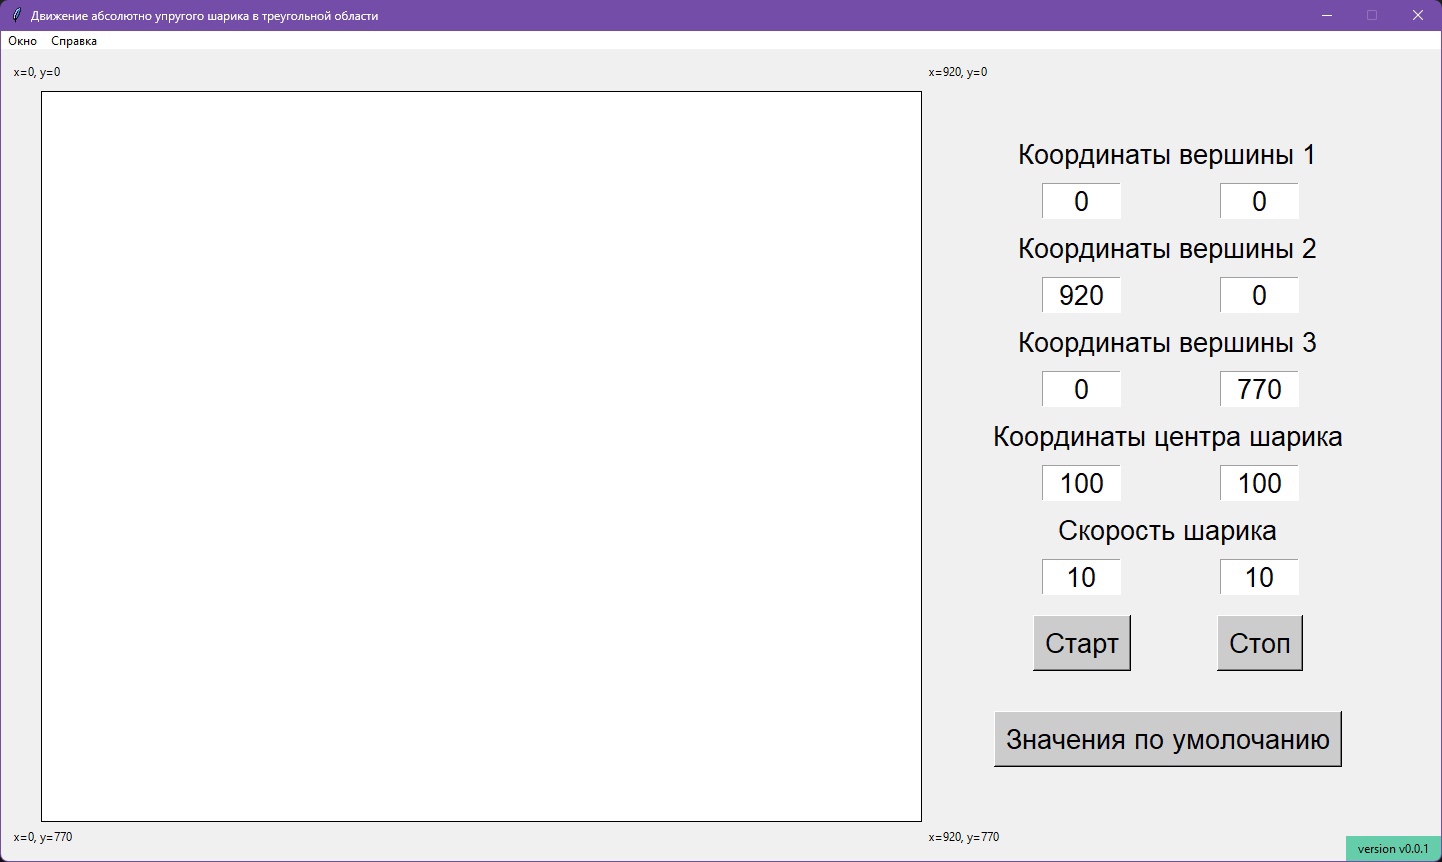 Движение абсолютно упругого шарика в треугольной области
Окно Справка
x=0, y=0
x=920, y=0
Координаты вершины 1
0 0
Координаты вершины 2
920 0
Координаты вершины 3
0 770
Координаты центра шарика
100 100
Скорость шарика
10 10
Старт Стоп
Значения по умолочанию
x=0, y=770
x=920, y=770
version v0.0.1